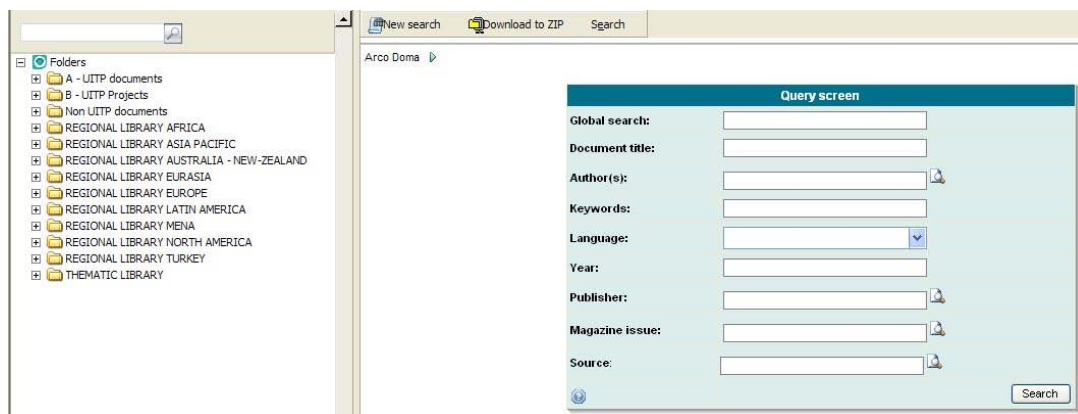 Folders
A - UITP documents
B - UITP Projects
Non UITP documents
REGIONAL LIBRARY AFRICA
REGIONAL LIBRARY ASIA PACIFIC
REGIONAL LIBRARY AUSTRALIA - NEW-ZEALAND
REGIONAL LIBRARY EURASIA
REGIONAL LIBRARY EUROPE
REGIONAL LIBRARY LATIN AMERICA
REGIONAL LIBRARY MENA
REGIONAL LIBRARY NORTH AMERICA
REGIONAL LIBRARY TURKEY
THEMATIC LIBRARY
New search Download to ZIP Search
Arco Doma
Query screen
Global search:
Document title:
Author(s):
Keywords:
Language:
Year:
Publisher:
Magazine issue:
Source:
Search